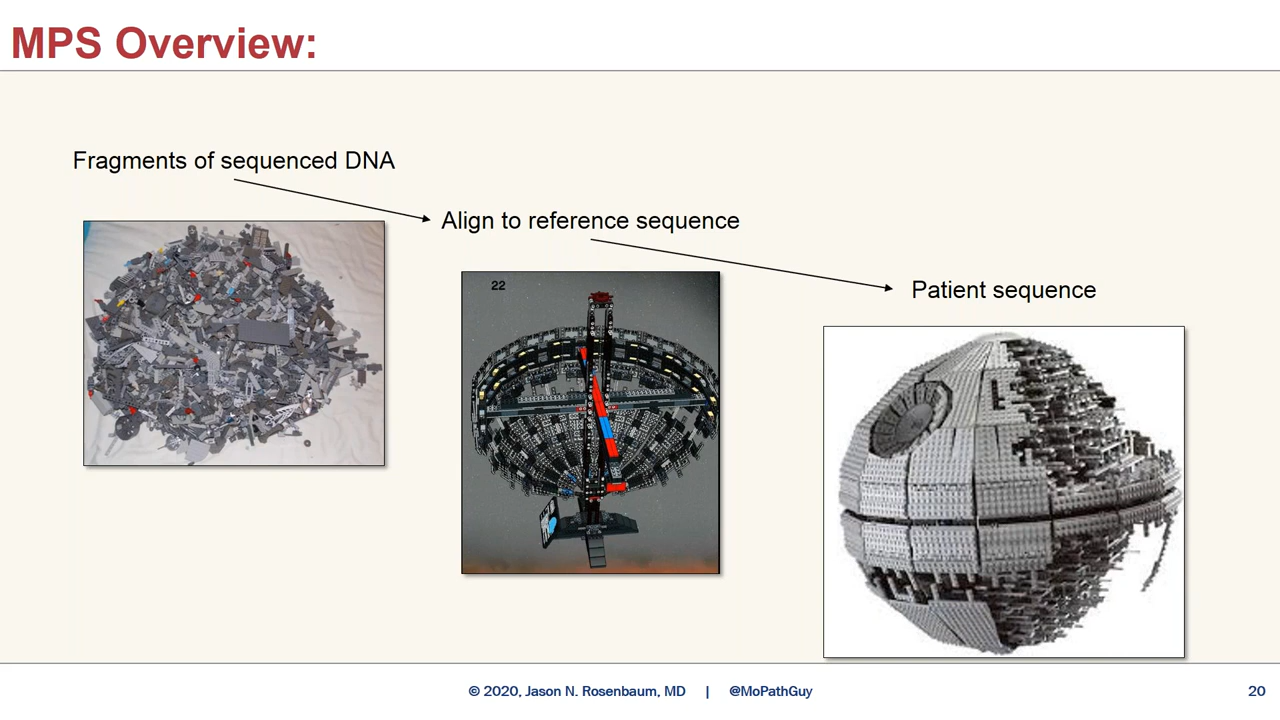 MPS Overview:
Fragments of sequenced DNA
Align to reference sequence
Patient sequence
22
© 2020, Jason N. Rosenbaum, MD | @MoPathGuy
20